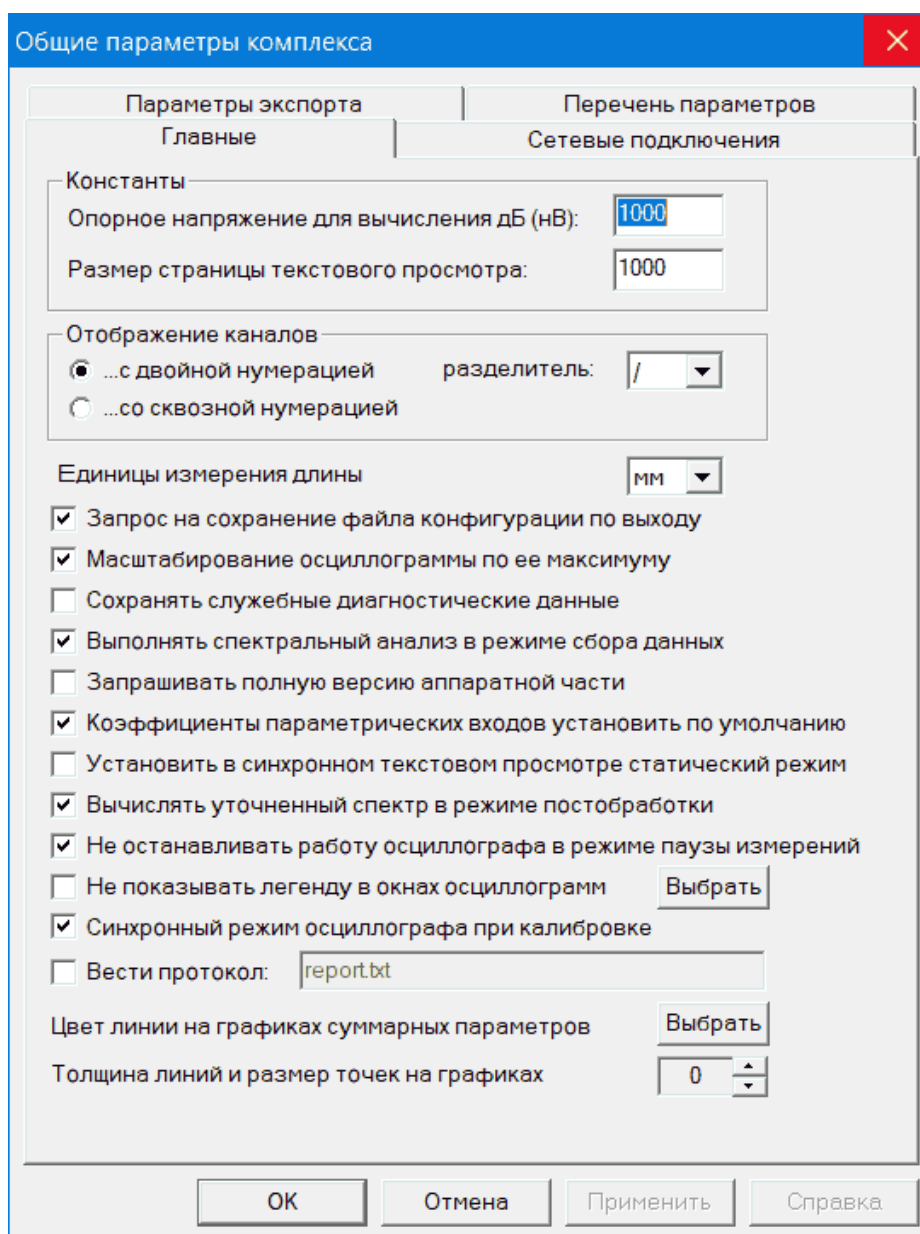 Общие параметры комплекса
Параметры экспорта
Перечень параметров
Главные
Сетевые подключения
Константы
Опорное напряжение для вычисления дБ (нВ): 1000
Размер страницы текстового просмотра: 1000
Отображение каналов
...с двойной нумерацией разделитель: /
...со сквозной нумерацией
Единицы измерения длины мм
Запрос на сохранение файла конфигурации по выходу
Масштабирование осциллограммы по ее максимуму
Сохранять служебные диагностические данные
Выполнять спектральный анализ в режиме сбора данных
Запрашивать полную версию аппаратной части
Коэффициенты параметрических входов установить по умолчанию
Установить в синхронном текстовом просмотре статический режим
Вычислять уточненный спектр в режиме постобработки
Не останавливать работу осциллографа в режиме паузы измерений
Не показывать легенду в окнах осциллограмм Выбрать
Синхронный режим осциллографа при калибровке
Вести протокол: report.txt
Цвет линии на графиках суммарных параметров Выбрать
Толщина линий и размер точек на графиках 0
OK Отмена Применить Справка